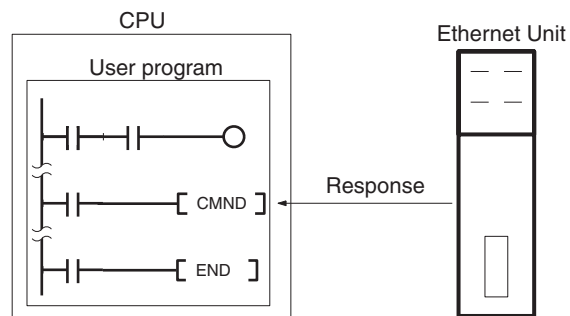 CPU
Ethernet Unit
User program
CMND
Response
END